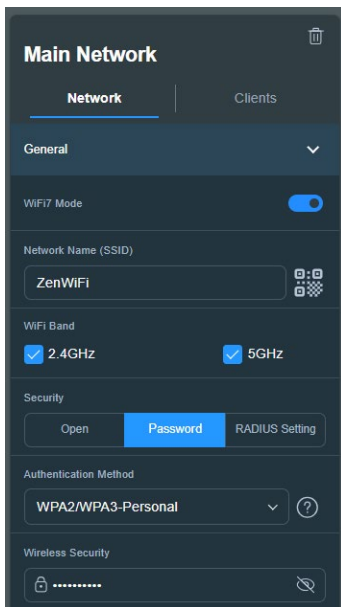 Main Network
Network Clients
General
WiFi7 Mode
Network Name (SSID)
ZenWiFi
WiFi Band
2.4GHz 5GHz
Security
Open Password RADIUS Setting
Authentication Method
WPA2/WPA3-Personal ?
Wireless Security
••••••••••